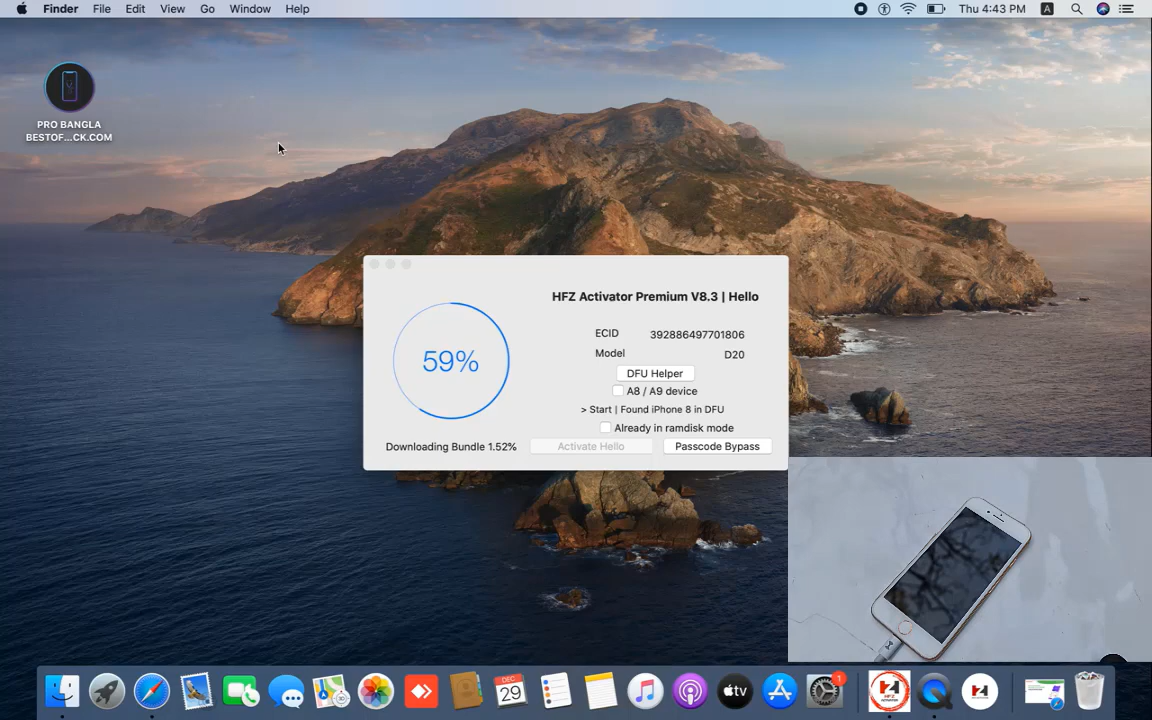 Finder File Edit View Go Window Help
Thu 4:43 PM A
PRO BANGLA
BESTOF...CK.COM
HFZ Activator Premium V8.3 | Hello
ECID 392886497701806
Model D20
59%
DFU Helper
A8 / A9 device
> Start | Found iPhone 8 in DFU
Already in ramdisk mode
Downloading Bundle 1.52%
Activate Hello
Passcode Bypass
DEC
29
tv
1